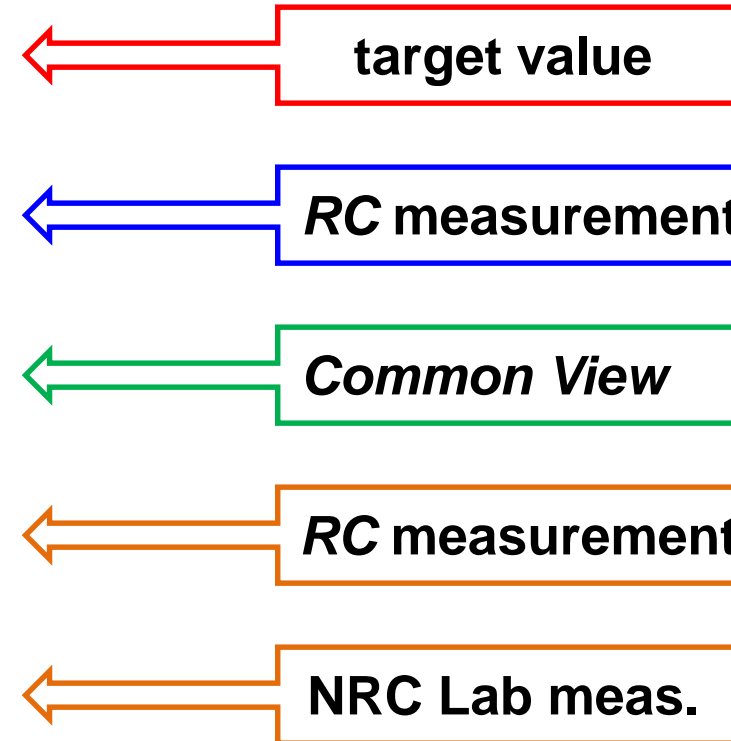 target value
RC measurement
Common View
RC measurement
NRC Lab meas.